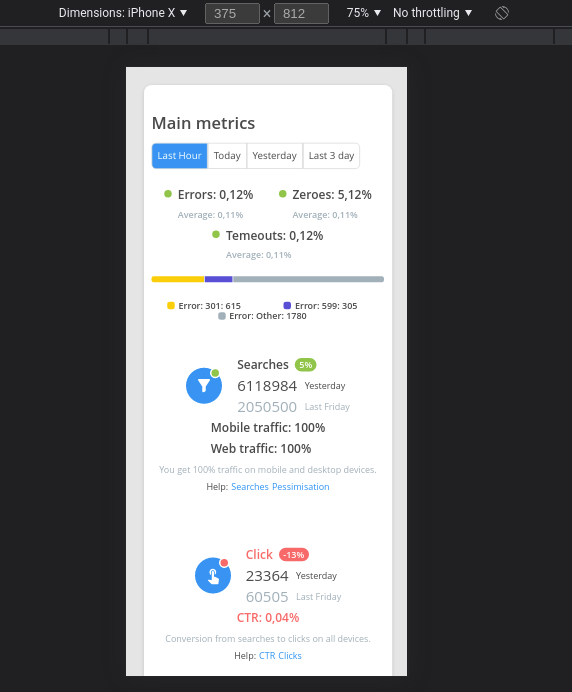 Dimensions: iPhone X 375 × 812 75% No throttling
Main metrics
Last Hour Today Yesterday Last 3 day
Errors: 0,12% Zeroes: 5,12%
Average: 0,11% Average: 0,11%
Temeouts: 0,12%
Average: 0,11%
Error: 301: 615 Error: 599: 305
Error: Other: 1780
Searches 5%
6118984 Yesterday
2050500 Last Friday
Mobile traffic: 100%
Web traffic: 100%
You get 100% traffic on mobile and desktop devices.
Help: Searches Pessimisation
Click -13%
23364 Yesterday
60505 Last Friday
CTR: 0,04%
Conversion from searches to clicks on all devices.
Help: CTR Clicks